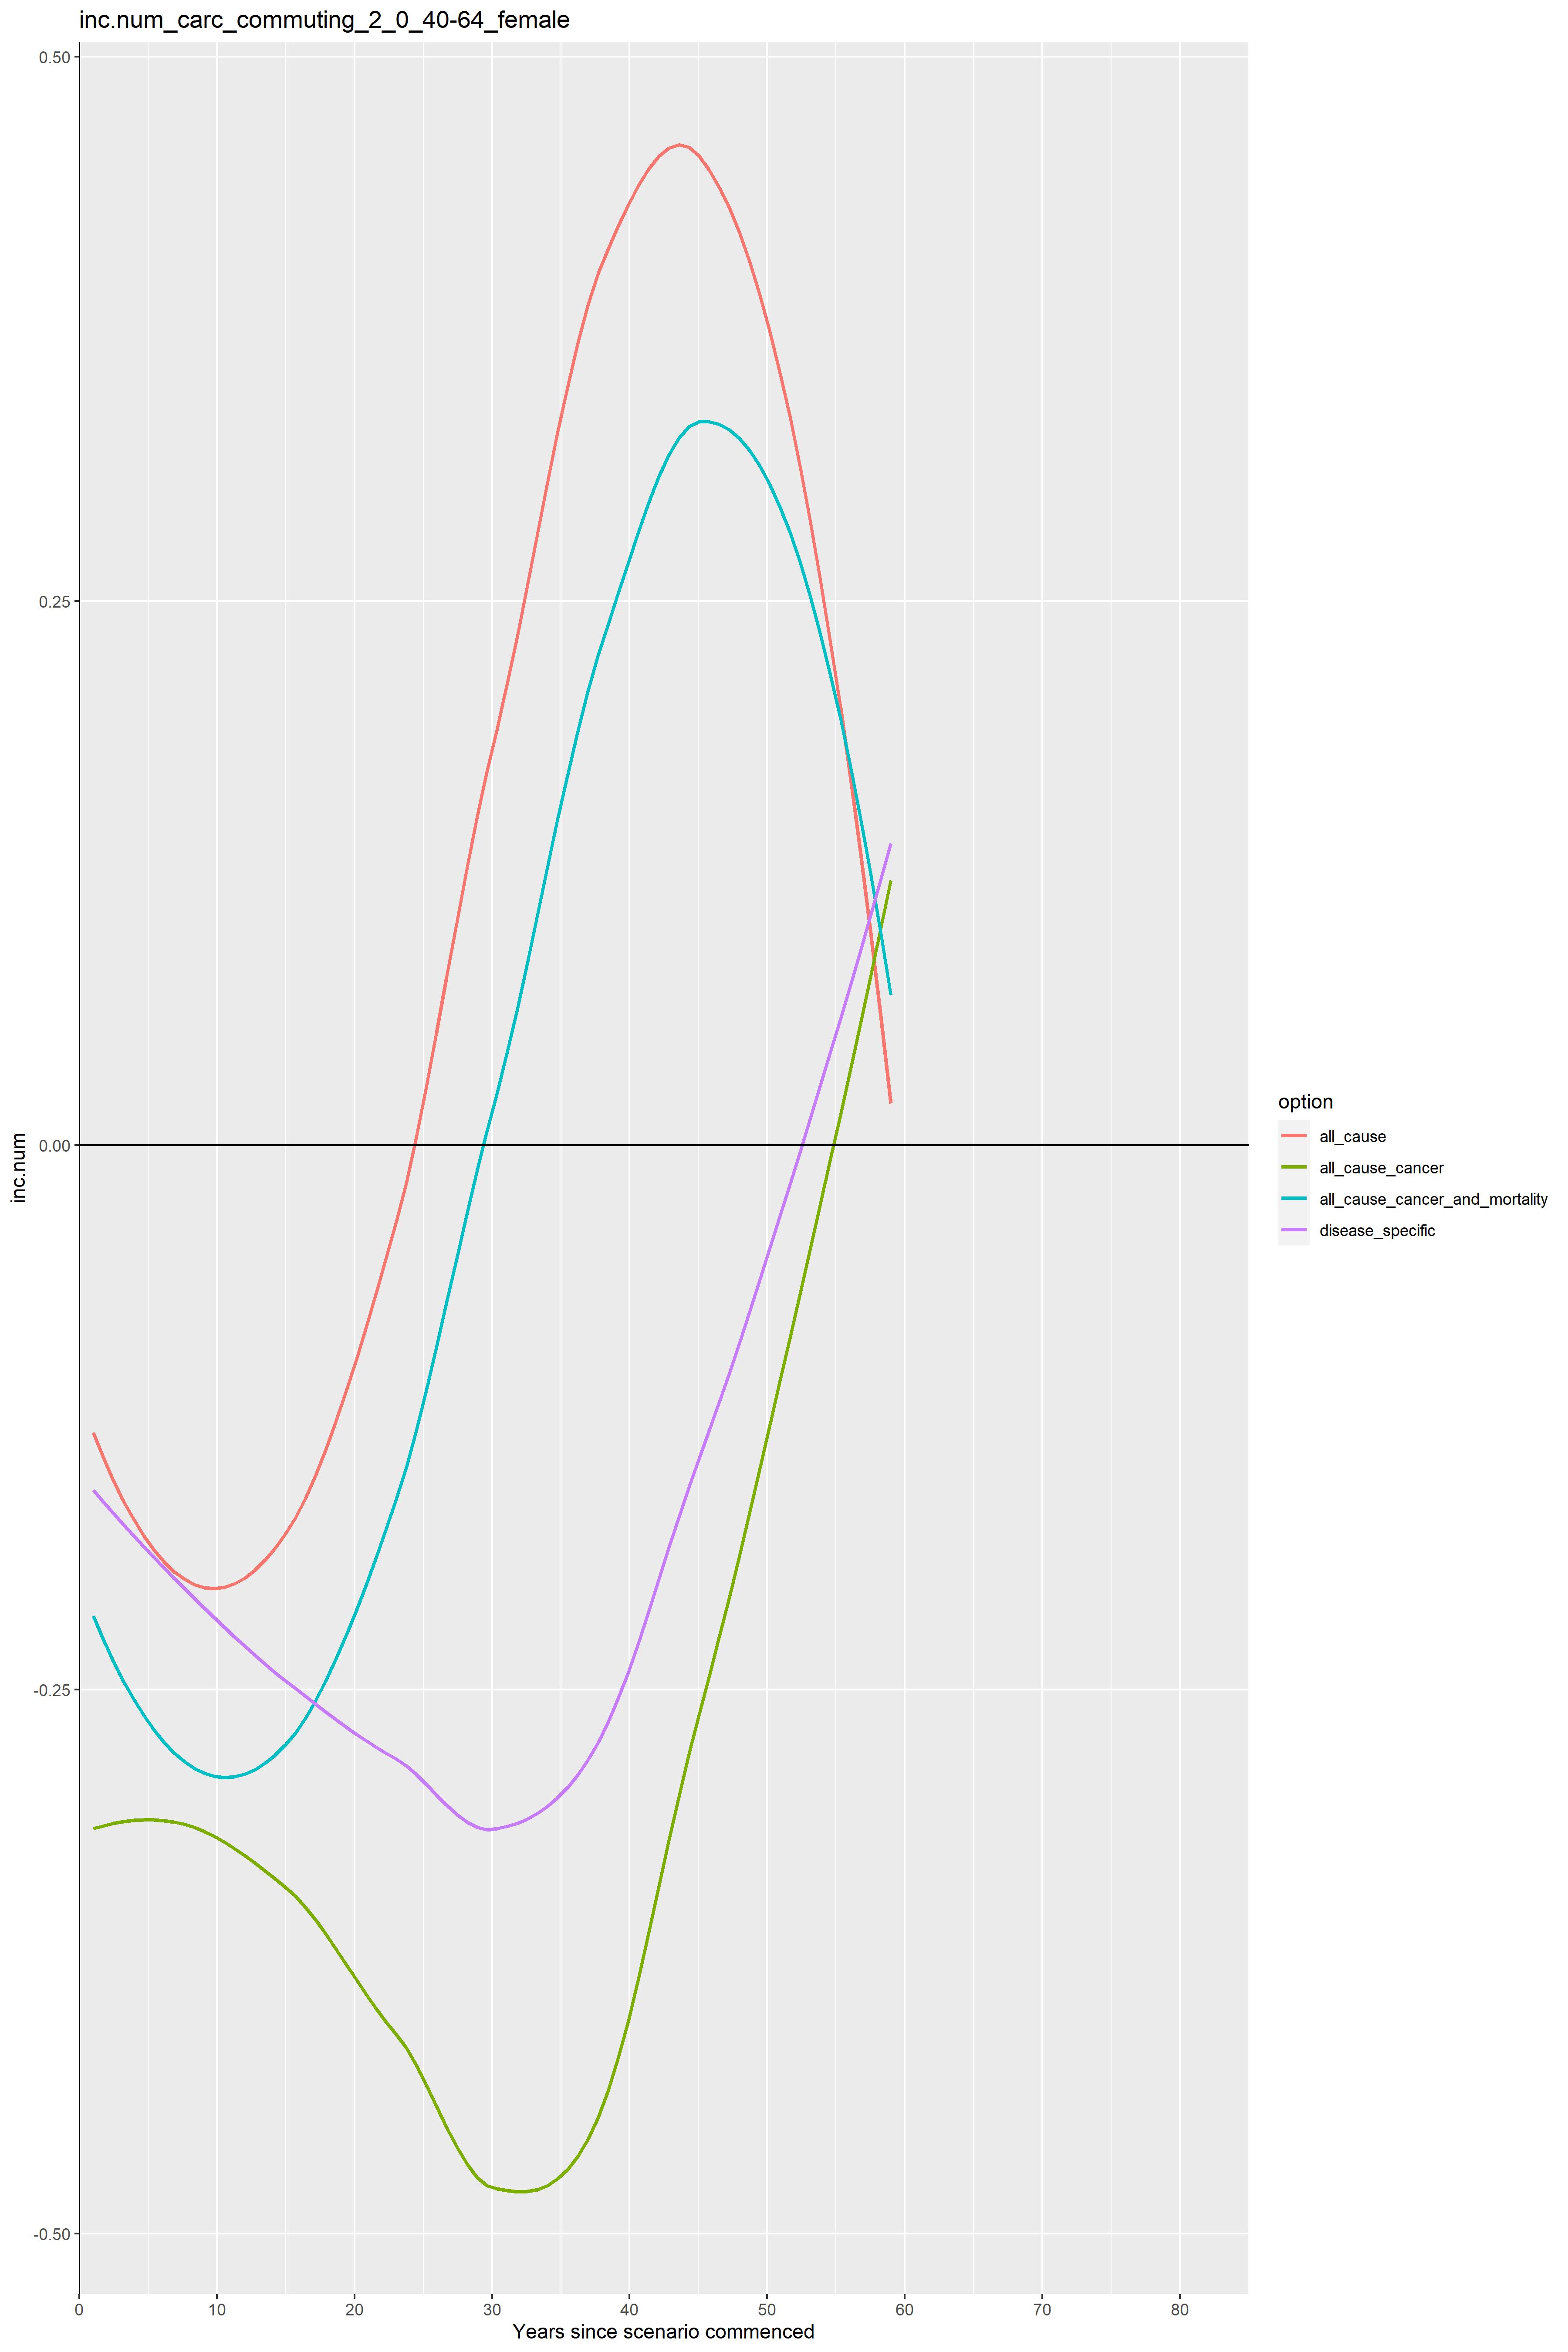 inc.num_carc_commuting_2_0_40-64_female
0.50
0.25
0.00
-0.25
-0.50
inc.num
0 10 20 30 40 50 60 70 80
Years since scenario commenced
option
all_cause
all_cause_cancer
all_cause_cancer_and_mortality
disease_specific